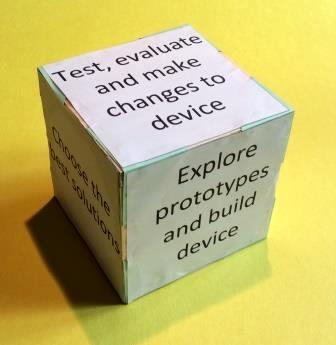 Test, evaluate
and make
changes to
device
Choose the
best solutions
Explore
prototypes
and build
device